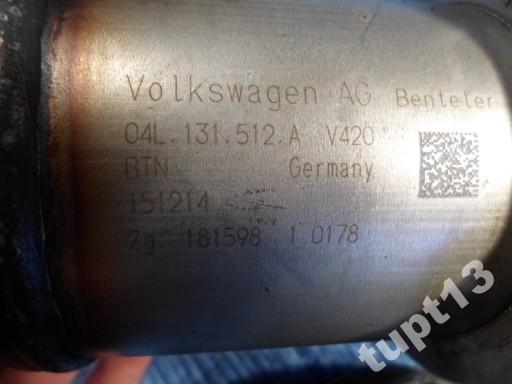 Volkswagen AG Benteler
04L.131.512.A V420
BTN Germany
151214
Zg. 181598 1 0178
tupt13